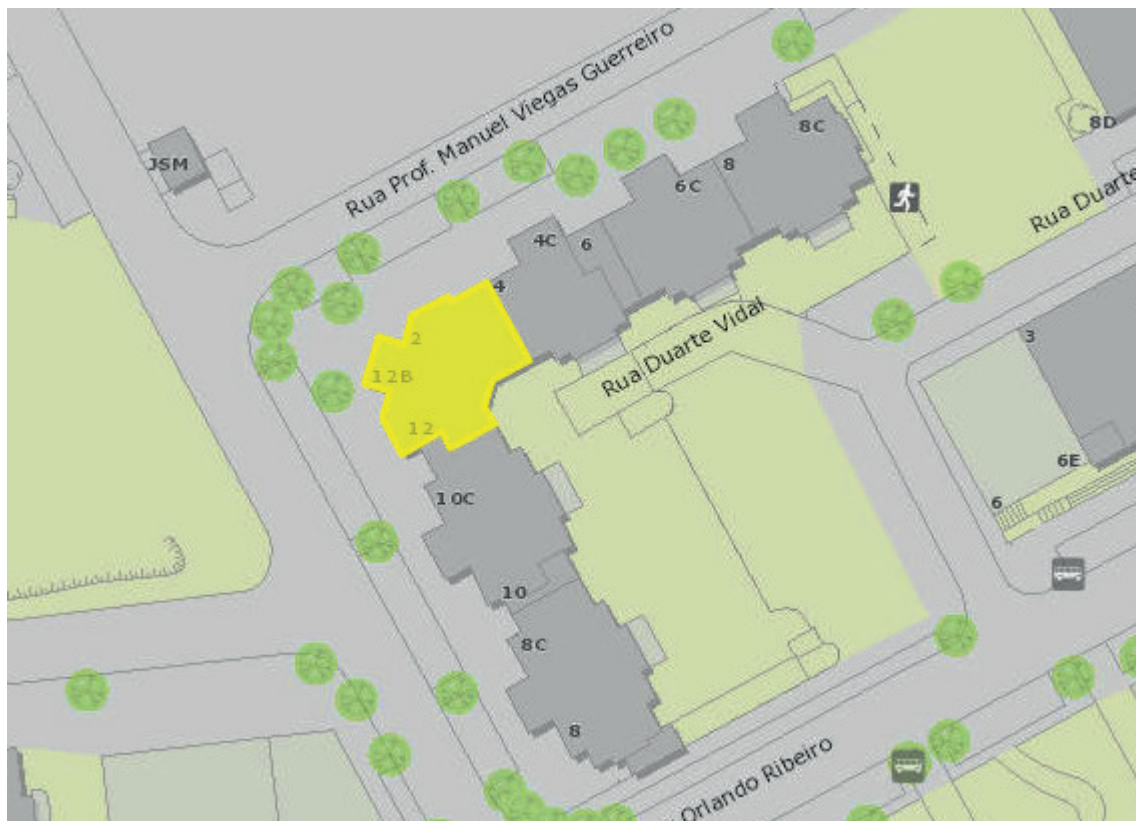 Rua Prof. Manuel Viegas Guerreiro
8C
8D
JSM
8
6C
Rua Duarte
4C
6
4
Rua Duarte Vidal
2
3
12B
12
6E
10C
6
10
8C
8
Orlando Ribeiro